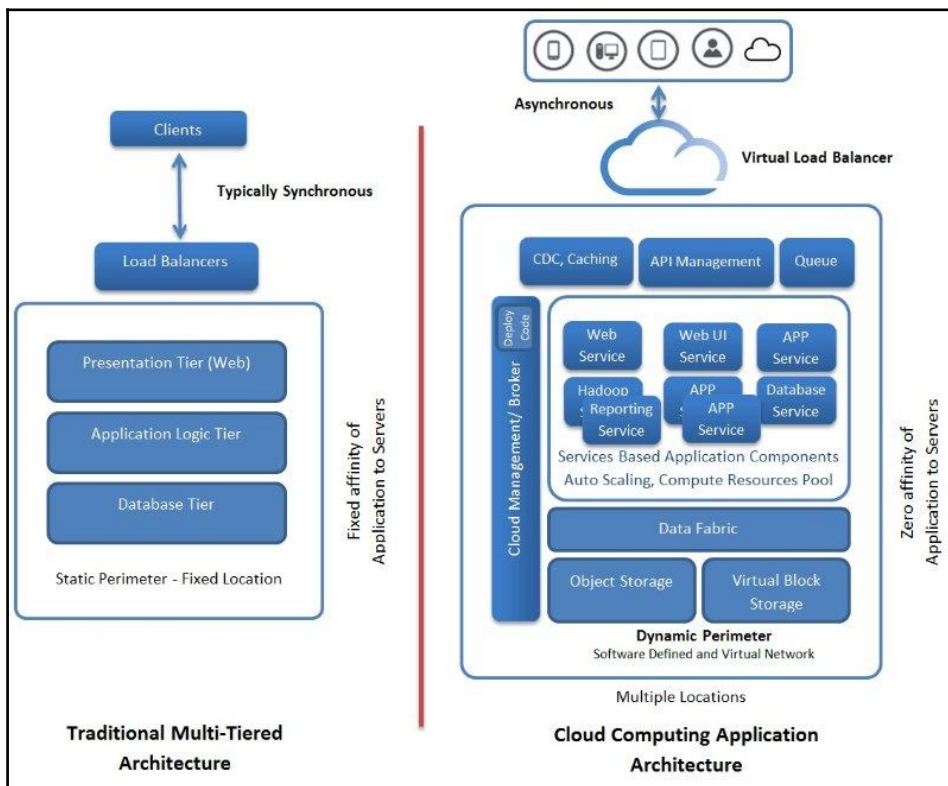 Clients
Typically Synchronous
Load Balancers
Presentation Tier (Web)
Application Logic Tier
Database Tier
Static Perimeter - Fixed Location
Fixed affinity of
Application to Servers
Traditional Multi-Tiered
Architecture
Asynchronous
Virtual Load Balancer
CDC, Caching
API Management
Queue
Deploy
Code
Cloud Management/ Broker
Web
Service
Web UI
Service
APP
Service
Hadoop
APP
Database
Service
Reporting
Service
APP
Service
Services Based Application Components
Auto Scaling, Compute Resources Pool
Data Fabric
Object Storage
Virtual Block
Storage
Dynamic Perimeter
Software Defined and Virtual Network
Zero affinity of
Application to Servers
Multiple Locations
Cloud Computing Application
Architecture